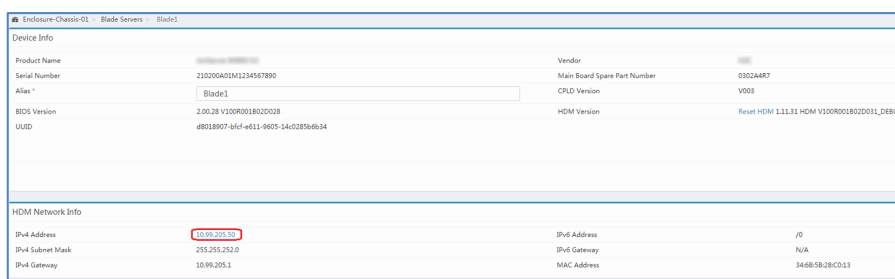 Enclosure-Chassis-01 > Blade Servers > Blade1
Device Info
Product Name Vendor
Serial Number 210200A01M1234567890 Main Board Spare Part Number 0302A4R7
Alias * Blade1 CPLD Version V003
BIOS Version 2.00.28 V100R001B02D028 HDM Version Reset HDM 1.11.31 HDM V100R001B02D031_DEBU
UUID d8018907-bfcf-e611-9605-14c0285b6b34
HDM Network Info
IPv4 Address 10.99.205.50 IPv6 Address /0
IPv4 Subnet Mask 255.255.252.0 IPv6 Gateway N/A
IPv4 Gateway 10.99.205.1 MAC Address 34:6B:5B:28:C0:13